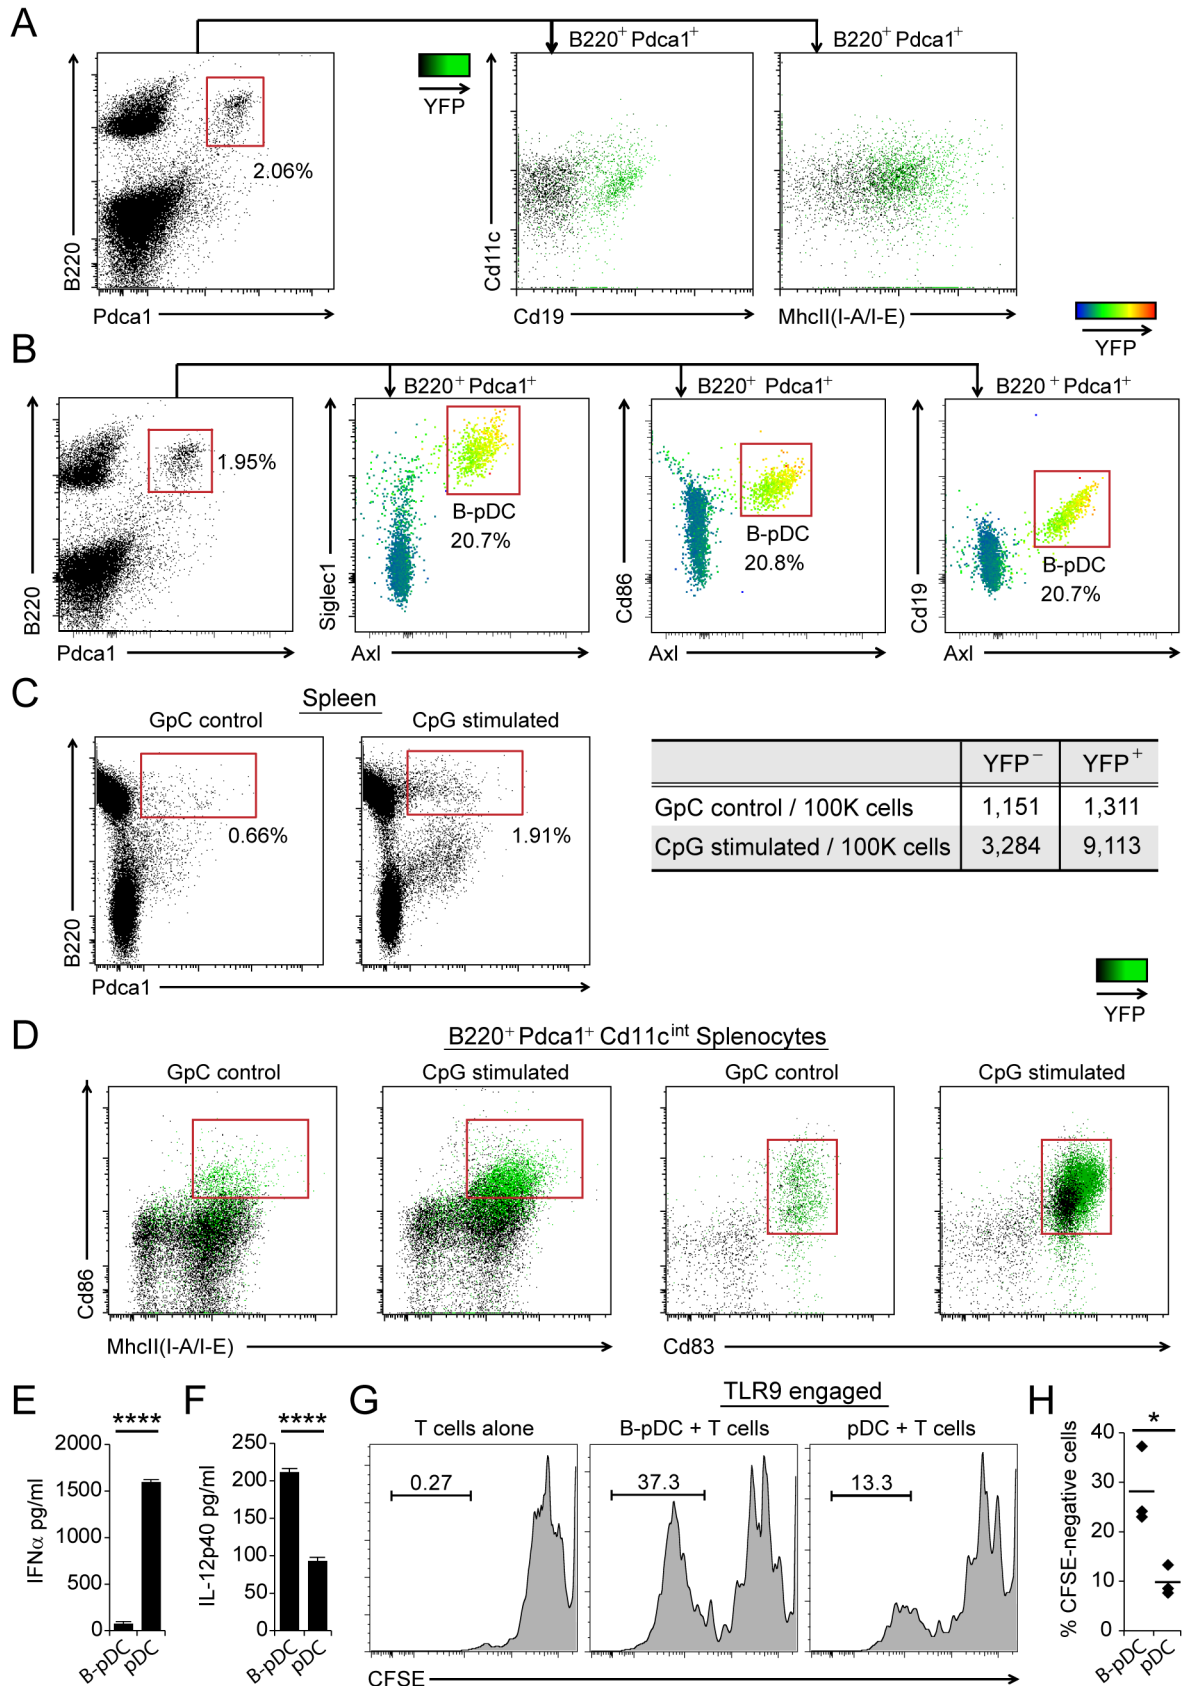 A
B220⁺ Pdca1⁺
B220⁺ Pdca1⁺
B220
2.06%
Pdca1
YFP
Cd11c
Cd19
MhcII(I-A/I-E)
YFP
B
B220⁺ Pdca1⁺
B220⁺ Pdca1⁺
B220⁺ Pdca1⁺
B220
1.95%
Pdca1
Siglec1
B-pDC
20.7%
Axl
Cd86
B-pDC
20.8%
Axl
Cd19
B-pDC
20.7%
Axl
C
Spleen
GpC control
CpG stimulated
B220
0.66%
1.91%
Pdca1
YFP⁻ YFP⁺
GpC control / 100K cells 1,151 1,311
CpG stimulated / 100K cells 3,284 9,113
YFP
D
B220⁺ Pdca1⁺ Cd11cⁱⁿᵗ Splenocytes
GpC control
CpG stimulated
GpC control
CpG stimulated
Cd86
MhcII(I-A/I-E)
Cd83
E
****
IFNα pg/ml
2000
1500
1000
500
0
B-pDC
pDC
F
****
IL-12p40 pg/ml
250
200
150
100
50
0
B-pDC
pDC
G
TLR9 engaged
T cells alone
B-pDC + T cells
pDC + T cells
0.27
37.3
13.3
CFSE
H
*
% CFSE-negative cells
40
30
20
10
0
B-pDC
pDC